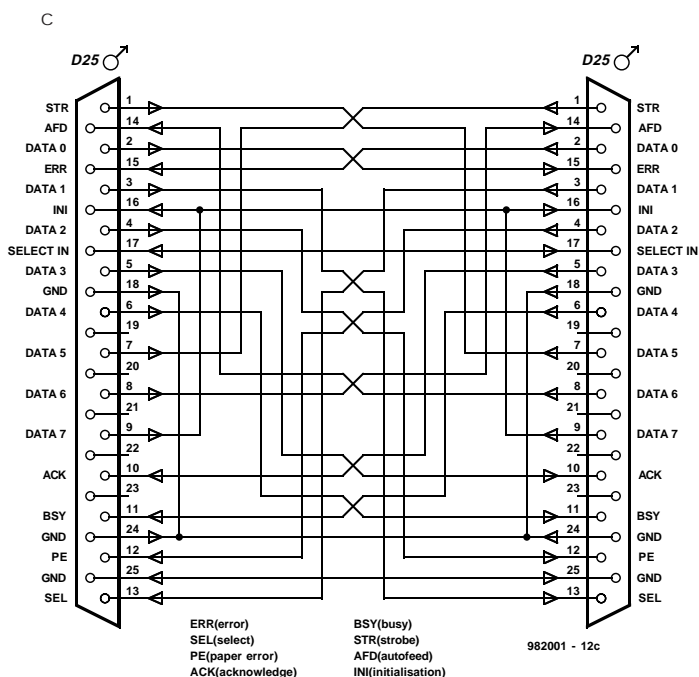 C
D25 D25
STR 1 1 STR
AFD 14 14 AFD
DATA 0 2 2 DATA 0
ERR 15 15 ERR
DATA 1 3 3 DATA 1
INI 16 16 INI
DATA 2 4 4 DATA 2
SELECT IN 17 17 SELECT IN
DATA 3 5 5 DATA 3
GND 18 18 GND
DATA 4 6 6 DATA 4
19 19
DATA 5 7 7 DATA 5
20 20
DATA 6 8 8 DATA 6
21 21
DATA 7 9 9 DATA 7
22 22
ACK 10 10 ACK
23 23
BSY 11 11 BSY
GND 24 24 GND
PE 12 12 PE
GND 25 25 GND
SEL 13 13 SEL
ERR(error) BSY(busy)
SEL(select) STR(strobe)
PE(paper error) AFD(autofeed)
ACK(acknowledge) INI(initialisation)
982001 - 12c